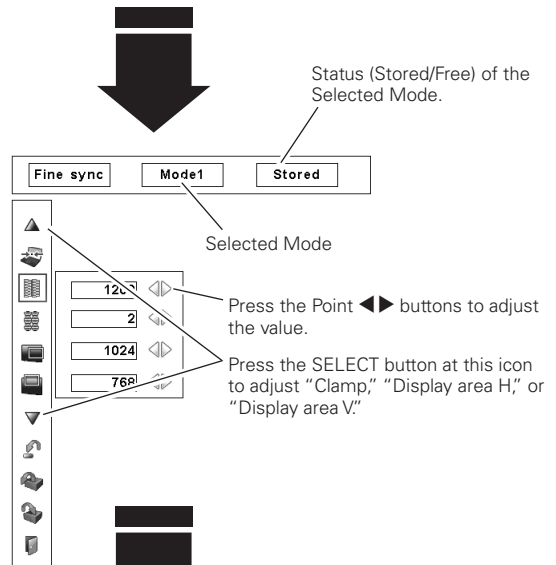 Status (Stored/Free) of the
Selected Mode.
Fine sync Mode1 Stored
Selected Mode
Press the Point ◀▶ buttons to adjust
the value.
2
1024
768
Press the SELECT button at this icon
to adjust “Clamp,” “Display area H,” or
“Display area V.”